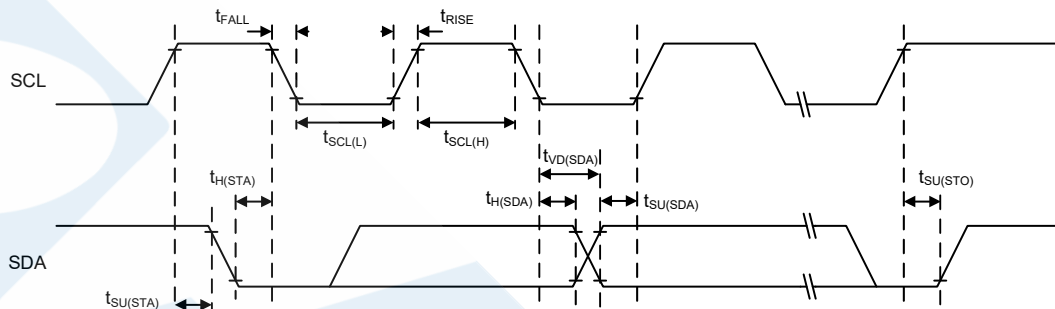 tFALL
tRISE
SCL
tSCL(L)
tSCL(H)
tVD(SDA)
tH(STA)
tH(SDA)
tSU(SDA)
tSU(STO)
SDA
tSU(STA)